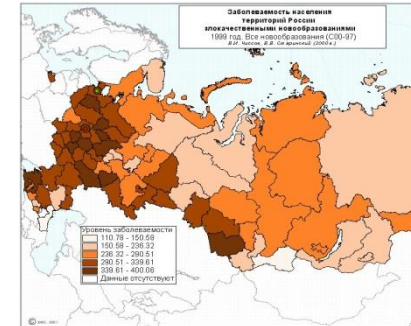 Заболеваемость населения
территорий России
злокачественными новообразованиями
1999 год. Все новообразования (С00-97)
В.И. Чиссов, В.В. Старинский (2000г.)
Уровень заболеваемости
110.78 - 150.58
150.58 - 236.32
236.32 - 290.51
290.51 - 339.61
339.61 - 400.06
Данные отсутствуют